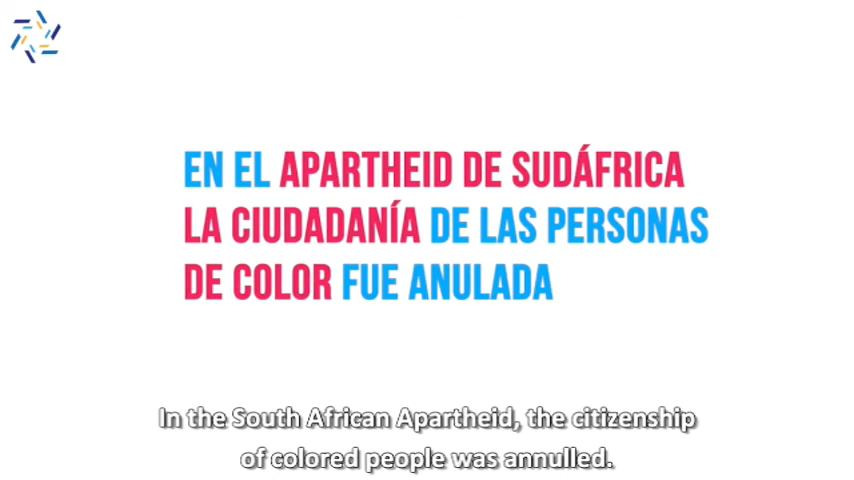 EN EL APARTHEID DE SUDÁFRICA
LA CIUDADANÍA DE LAS PERSONAS
DE COLOR FUE ANULADA
In the South African Apartheid, the citizenship
of colored people was annulled.